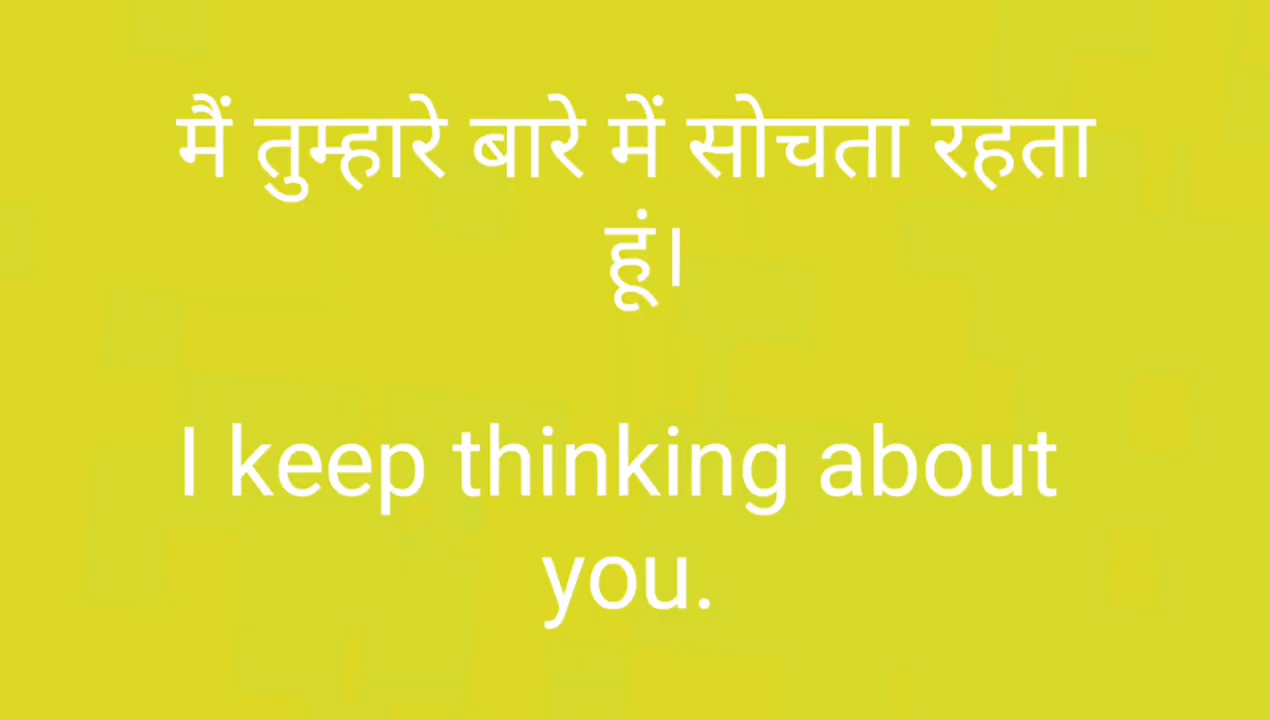 मैं तुम्हारे बारे में सोचता रहता
हूं।
I keep thinking about
you.